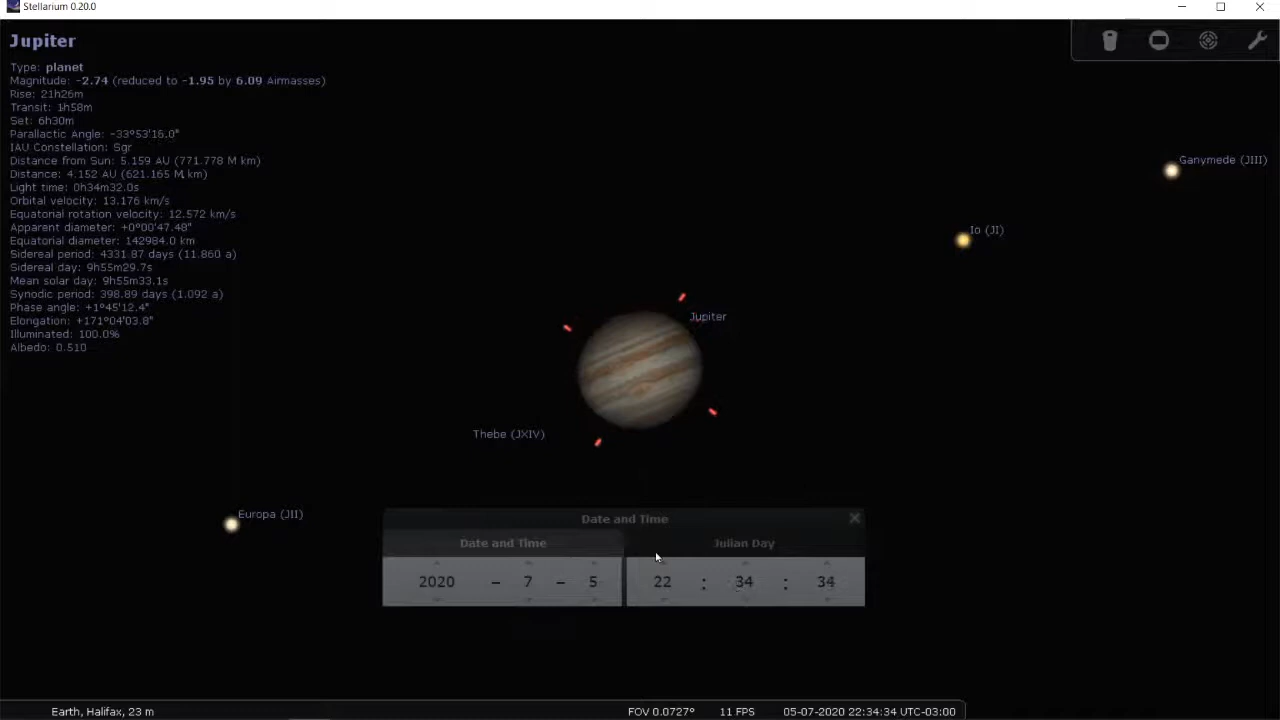 Stellarium 0.20.0
Jupiter
Type: planet
Magnitude: -2.74 (reduced to -1.95 by 6.09 Airmasses)
Rise: 21h26m
Transit: 1h58m
Set: 6h30m
Parallactic Angle: -33°53'16.0"
IAU Constellation: Sgr
Distance from Sun: 5.159 AU (771.778 M km)
Distance: 4.152 AU (621.165 M km)
Light time: 0h34m32.0s
Orbital velocity: 13.176 km/s
Equatorial rotation velocity: 12.572 km/s
Apparent diameter: +0°00'47.48"
Equatorial diameter: 142984.0 km
Sidereal period: 4331.87 days (11.860 a)
Sidereal day: 9h55m29.7s
Mean solar day: 9h55m33.1s
Synodic period: 398.89 days (1.092 a)
Phase angle: +1°45'12.4"
Elongation: +171°04'03.8"
Illuminated: 100.0%
Albedo: 0.510
Ganymede (JIII)
Io (JI)
Jupiter
Thebe (JXIV)
Europa (JII)
Date and Time
Date and Time Julian Day
2020 - 7 - 5 22 : 34 : 34
Earth, Halifax, 23 m FOV 0.0727° 11 FPS 05-07-2020 22:34:34 UTC-03:00